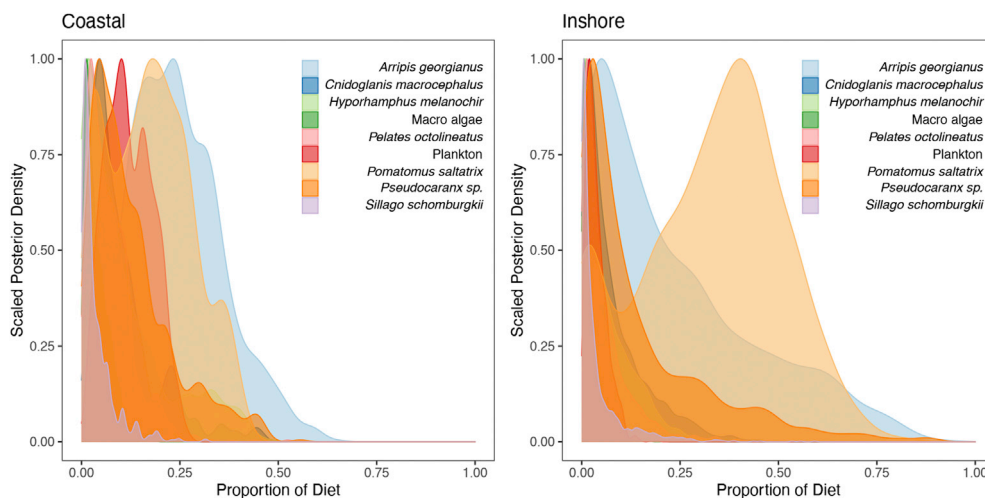 Coastal
Inshore
Scaled Posterior Density
1.00
0.75
0.50
0.25
0.00
Arripis georgianus
Cnidoglanis macrocephalus
Hyporhamphus melanochir
Macro algae
Pelates octolineatus
Plankton
Pomatomus saltatrix
Pseudocaranx sp.
Sillago schomburgkii
0.00 0.25 0.50 0.75 1.00
Proportion of Diet
Scaled Posterior Density
1.00
0.75
0.50
0.25
0.00
Arripis georgianus
Cnidoglanis macrocephalus
Hyporhamphus melanochir
Macro algae
Pelates octolineatus
Plankton
Pomatomus saltatrix
Pseudocaranx sp.
Sillago schomburgkii
0.00 0.25 0.50 0.75 1.00
Proportion of Diet